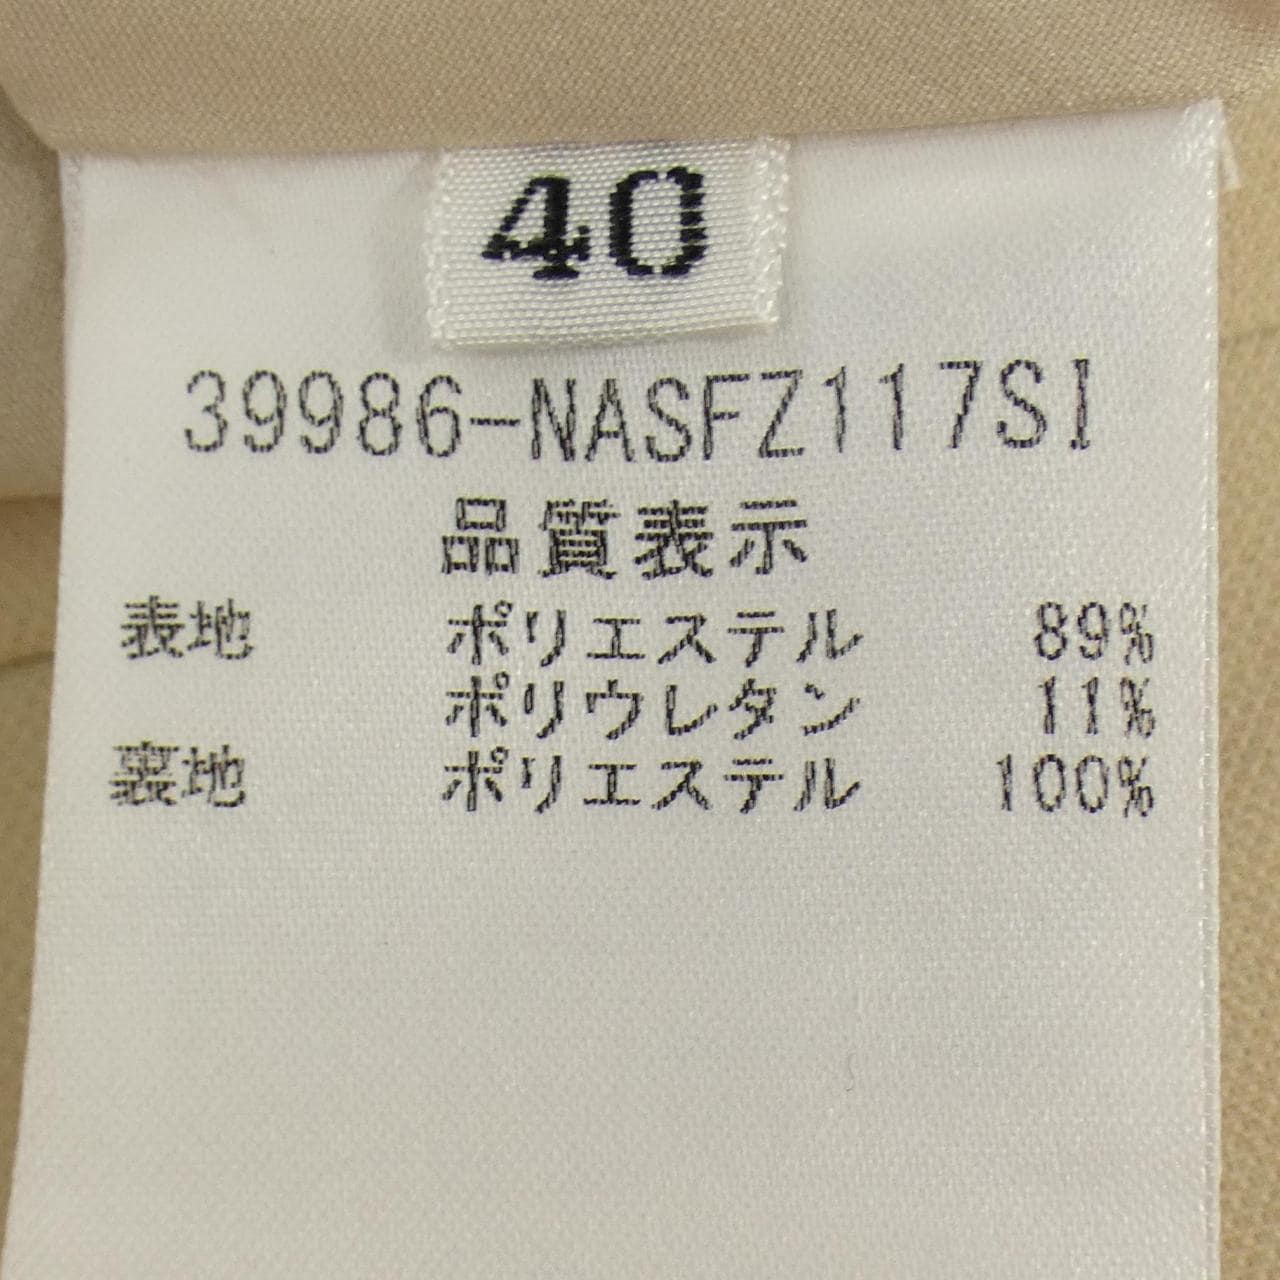 40
39986-NASFZ117SI
品質表示
表地 ポリエステル 89%
ポリウレタン 11%
裏地 ポリエステル 100%